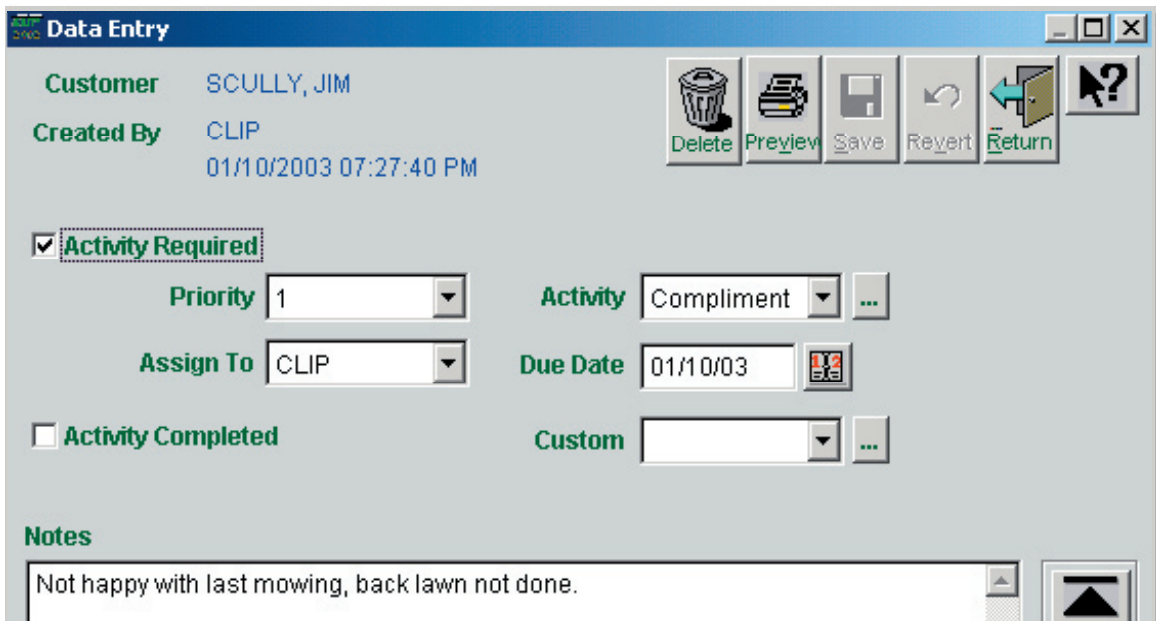 Data Entry
Customer SCULLY, JIM
Created By CLIP
01/10/2003 07:27:40 PM
Delete Preview Save Revert Return
Activity Required
Priority 1 Activity Compliment ...
Assign To CLIP Due Date 01/10/03
Activity Completed Custom ...
Notes
Not happy with last mowing, back lawn not done.